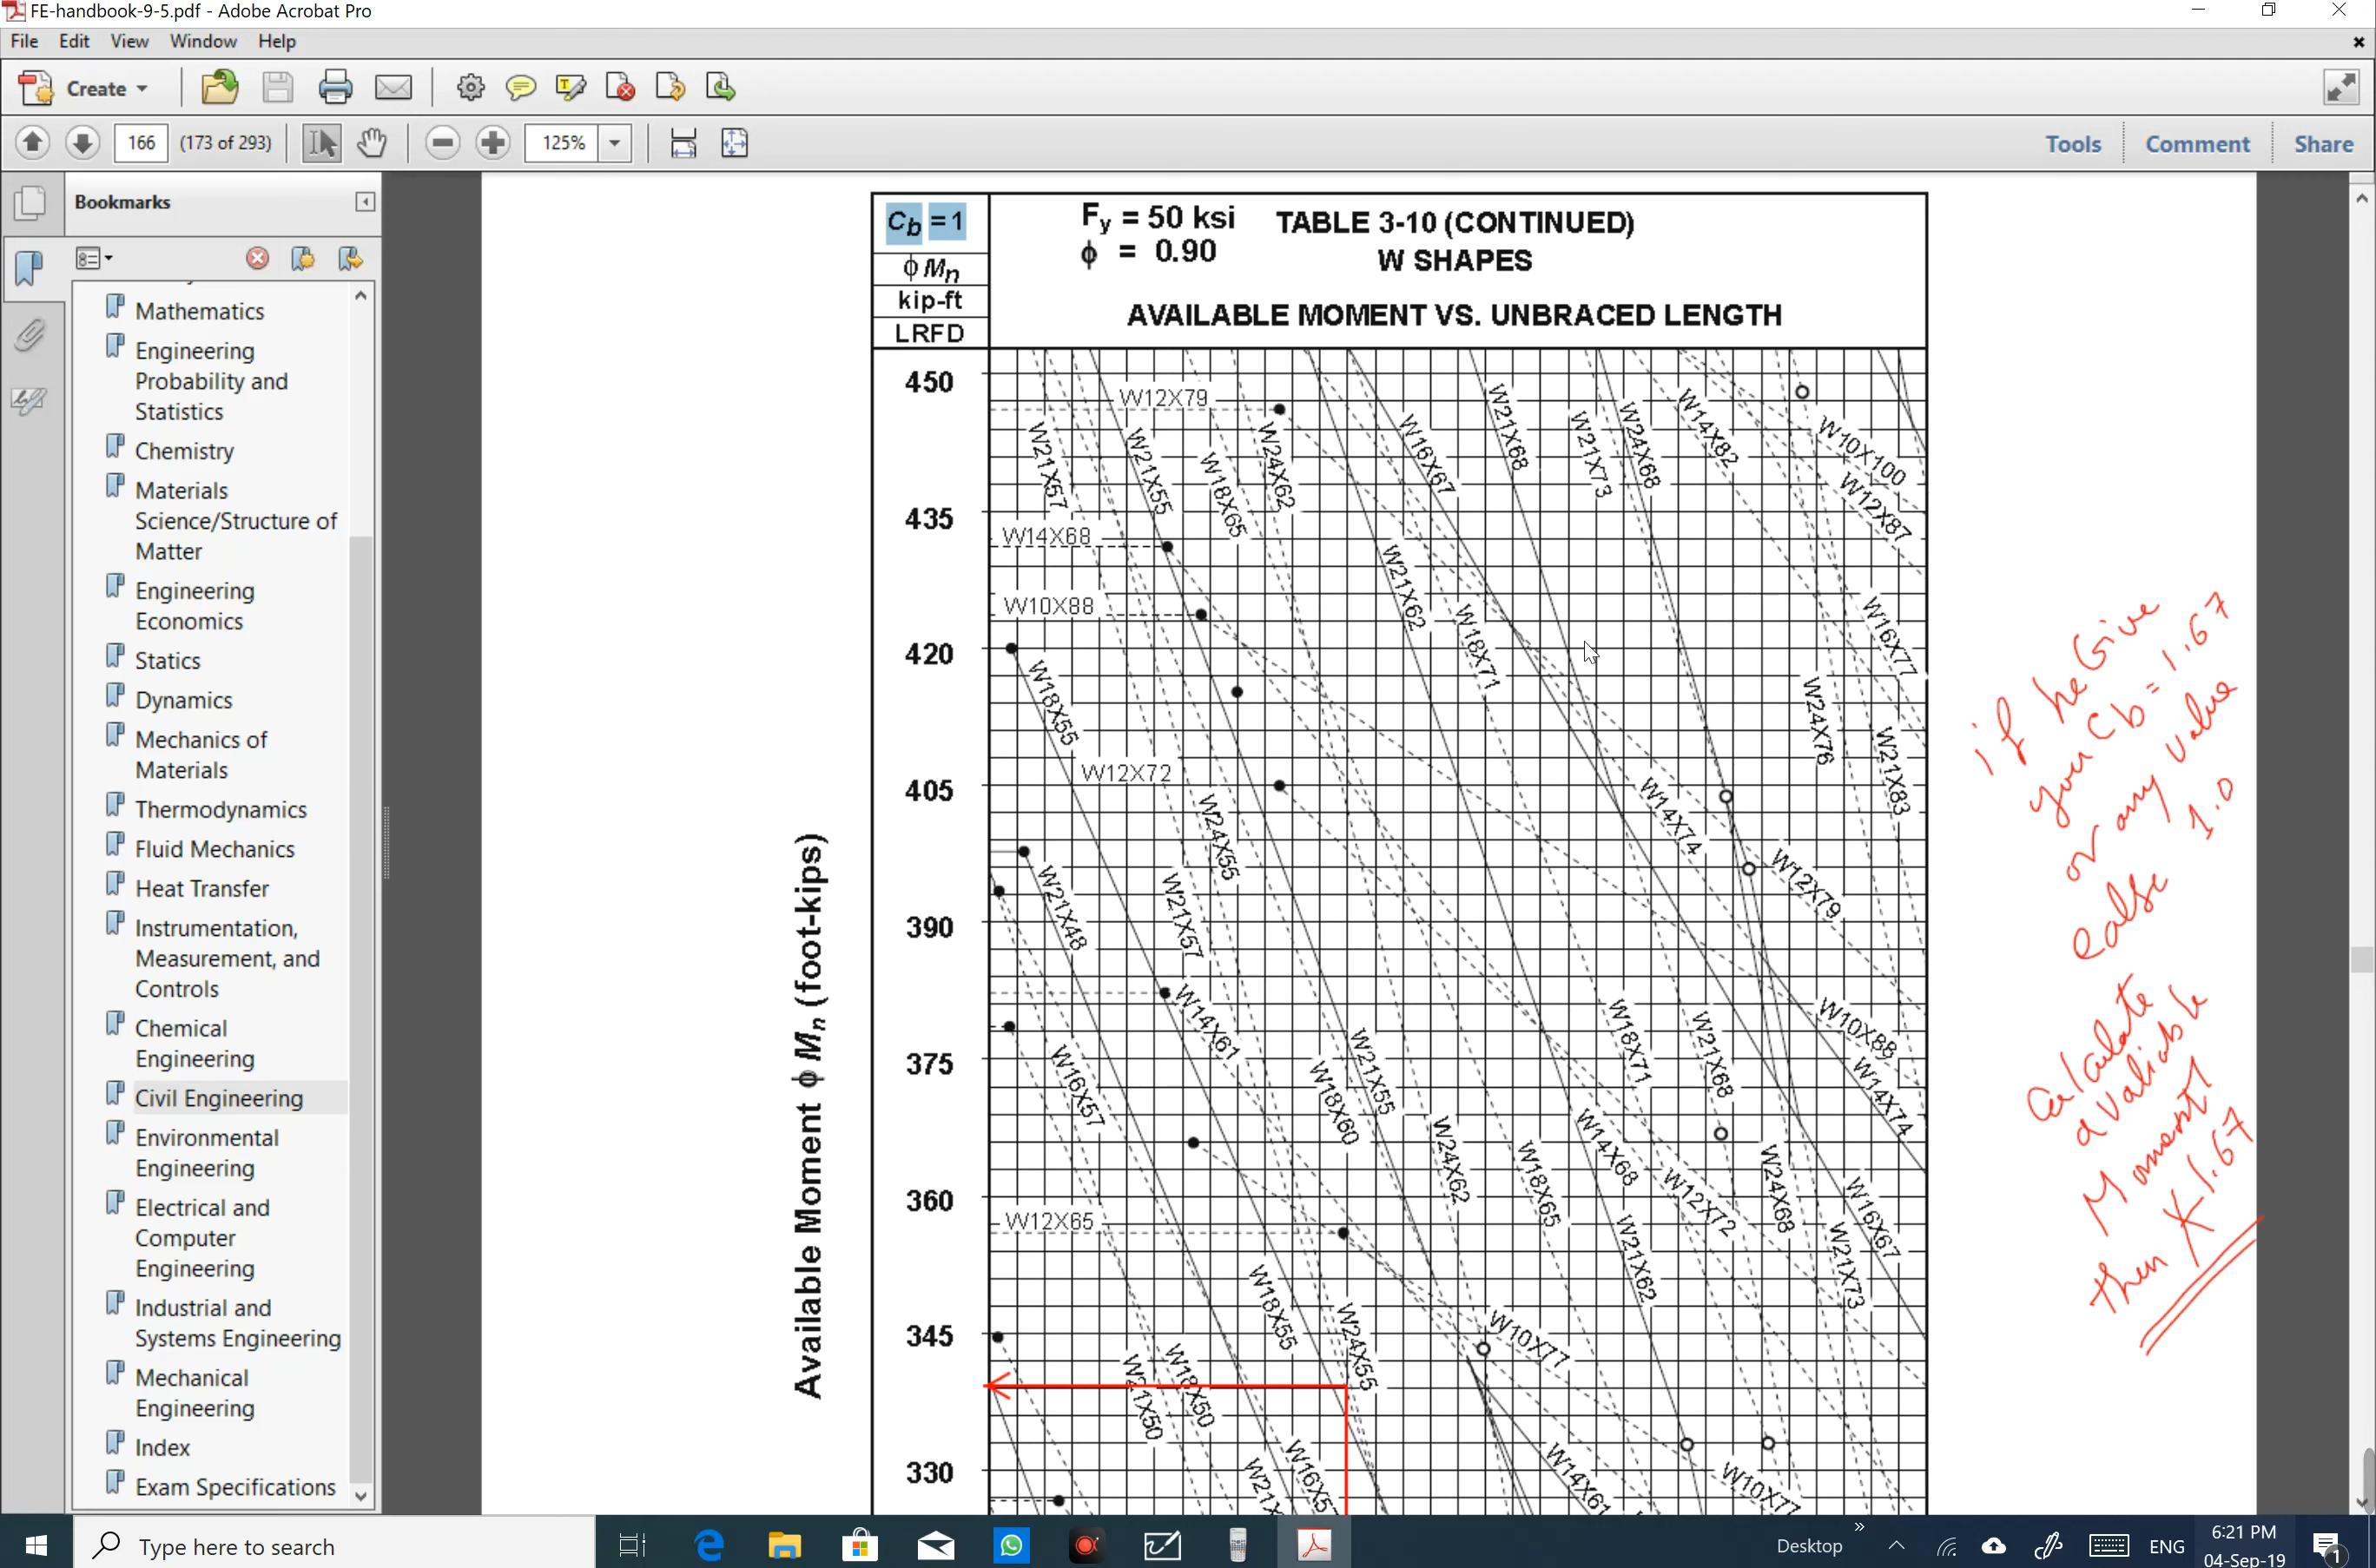 FE-handbook-9-5.pdf - Adobe Acrobat Pro
File Edit View Window Help
Create
166 (173 of 293) 125% Tools Comment Share
Bookmarks
Mathematics
Engineering
Probability and
Statistics
Chemistry
Materials
Science/Structure of
Matter
Engineering
Economics
Statics
Dynamics
Mechanics of
Materials
Thermodynamics
Fluid Mechanics
Heat Transfer
Instrumentation,
Measurement, and
Controls
Chemical
Engineering
Civil Engineering
Environmental
Engineering
Electrical and
Computer
Engineering
Industrial and
Systems Engineering
Mechanical
Engineering
Index
Exam Specifications
Cb = 1
ϕ Mn
kip-ft
LRFD
Fy = 50 ksi
ϕ = 0.90
TABLE 3-10 (CONTINUED)
W SHAPES
AVAILABLE MOMENT VS. UNBRACED LENGTH
Available Moment ϕ Mn (foot-kips)
450
435
420
405
390
375
360
345
330
W12X79
W21X57
W21X55
W18X65
W24X62
W16X67
W21X68
W21X73
W24X68
W14X82
W10X100
W12X87
W14X68
W10X88
W21X62
W18X71
W16X77
W18X55
W24X76
W21X83
W12X72
W24X55
W14X74
W12X79
W21X48
W21X57
W14X61
W10X88
W16X57
W18X60
W21X55
W18X71
W21X68
W14X74
W24X62
W18X65
W14X68
W12X72
W24X68
W16X67
W12X65
W21X62
W21X73
W18X55
W24X55
W10X77
W21X50
W18X50
W14X61
W10X77
if he Give
you Cb = 1.67
or any value
ealse 1.0
Calculate
avaliable
Moment
then X 1.67
Type here to search
Desktop
ENG
6:21 PM
04-Sep-19
1